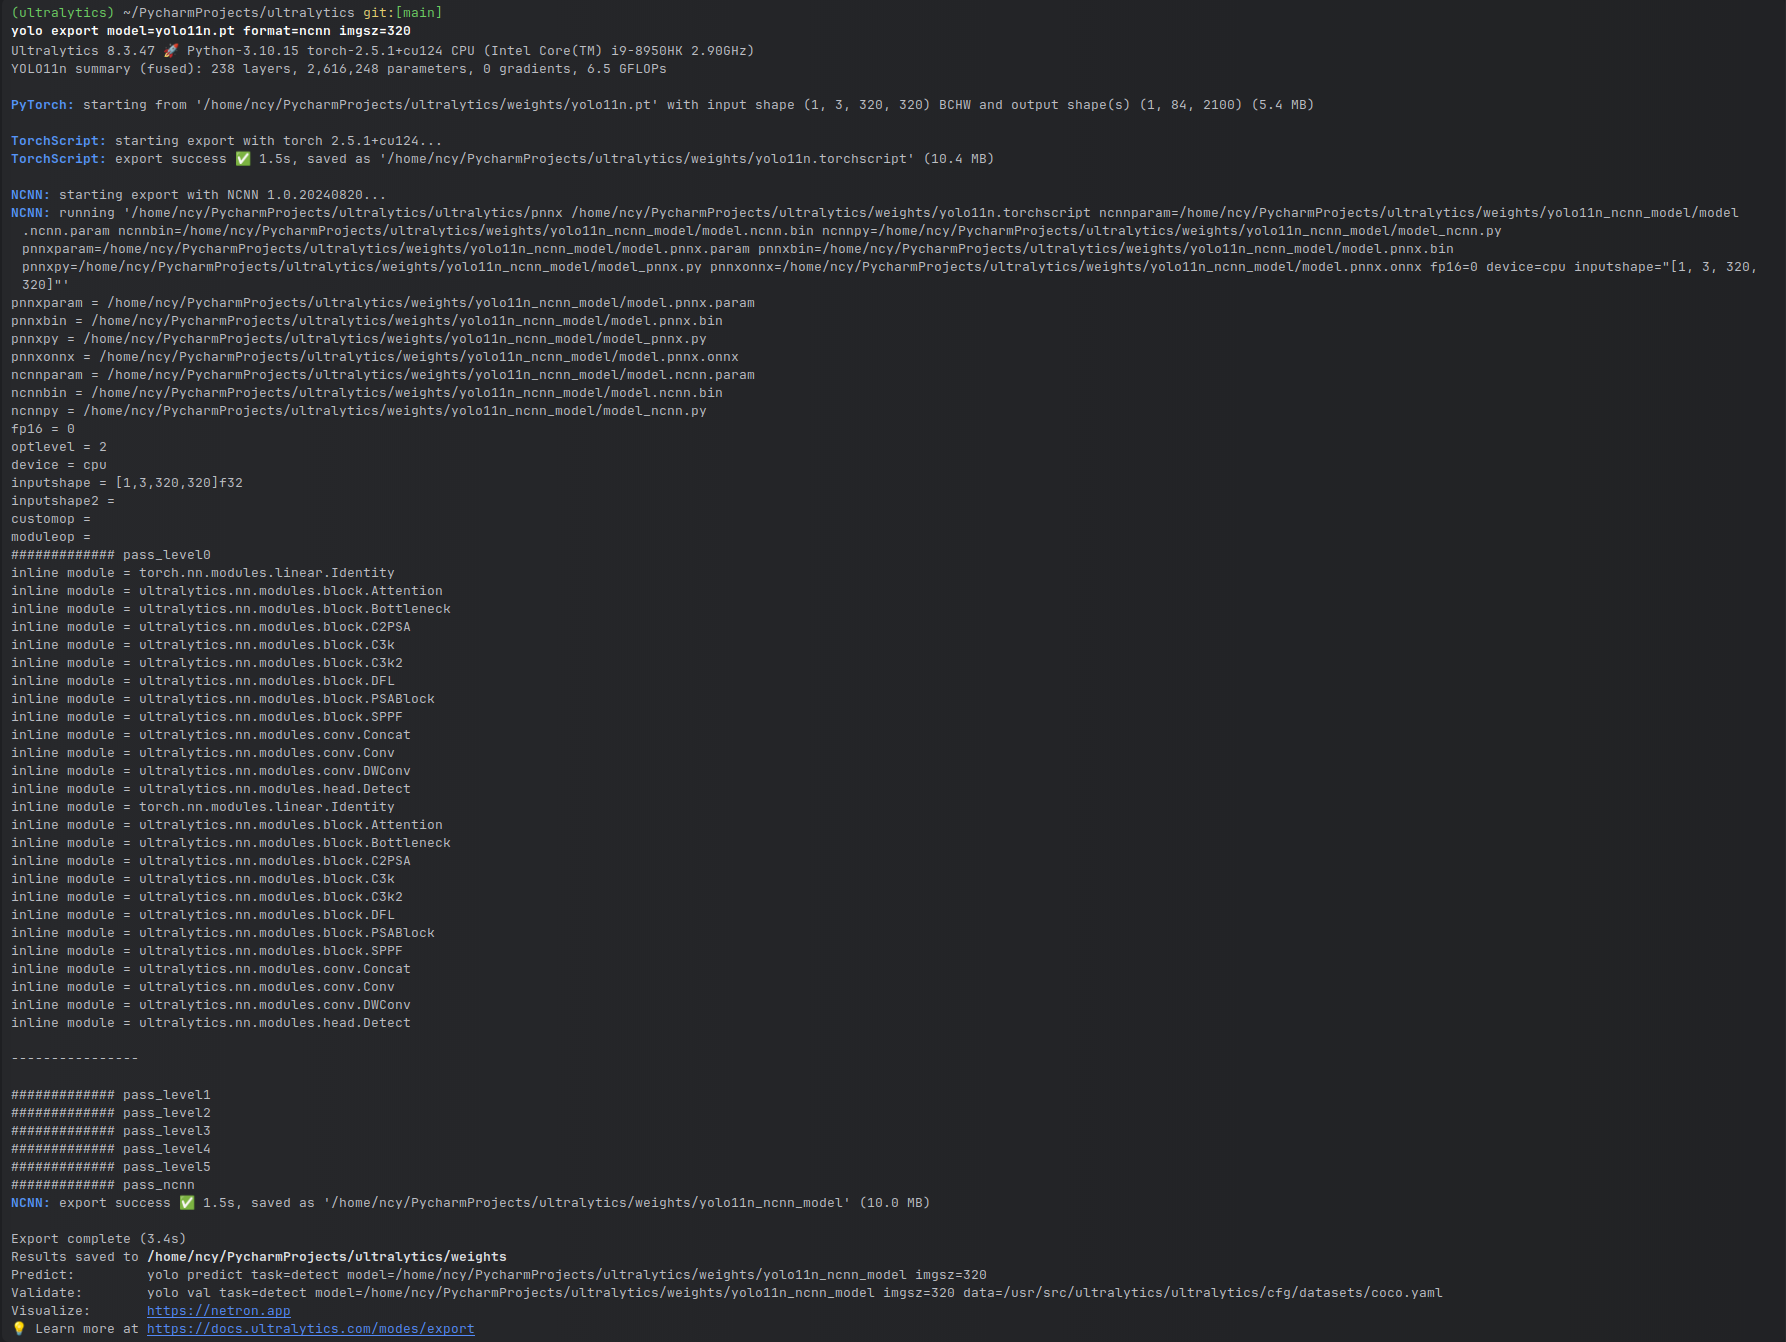 (ultralytics) ~/PycharmProjects/ultralytics git:[main]
yolo export model=yolo11n.pt format=ncnn imgsz=320
Ultralytics 8.3.47 🚀 Python-3.10.15 torch-2.5.1+cu124 CPU (Intel Core(TM) i9-8950HK 2.90GHz)
YOLO11n summary (fused): 238 layers, 2,616,248 parameters, 0 gradients, 6.5 GFLOPs
PyTorch: starting from '/home/ncy/PycharmProjects/ultralytics/weights/yolo11n.pt' with input shape (1, 3, 320, 320) BCHW and output shape(s) (1, 84, 2100) (5.4 MB)
TorchScript: starting export with torch 2.5.1+cu124...
TorchScript: export success ✅ 1.5s, saved as '/home/ncy/PycharmProjects/ultralytics/weights/yolo11n.torchscript' (10.4 MB)
NCNN: starting export with NCNN 1.0.20240820...
NCNN: running '/home/ncy/PycharmProjects/ultralytics/ultralytics/pnnx /home/ncy/PycharmProjects/ultralytics/weights/yolo11n.torchscript ncnnparam=/home/ncy/PycharmProjects/ultralytics/weights/yolo11n_ncnn_model/model
.ncnn.param ncnnbin=/home/ncy/PycharmProjects/ultralytics/weights/yolo11n_ncnn_model/model.ncnn.bin ncnnpy=/home/ncy/PycharmProjects/ultralytics/weights/yolo11n_ncnn_model/model_ncnn.py
pnnxparam=/home/ncy/PycharmProjects/ultralytics/weights/yolo11n_ncnn_model/model.pnnx.param pnnxbin=/home/ncy/PycharmProjects/ultralytics/weights/yolo11n_ncnn_model/model.pnnx.bin
pnnxpy=/home/ncy/PycharmProjects/ultralytics/weights/yolo11n_ncnn_model/model_pnnx.py pnnxonnx=/home/ncy/PycharmProjects/ultralytics/weights/yolo11n_ncnn_model/model.pnnx.onnx fp16=0 device=cpu inputshape="[1, 3, 320,
320]"'
pnnxparam = /home/ncy/PycharmProjects/ultralytics/weights/yolo11n_ncnn_model/model.pnnx.param
pnnxbin = /home/ncy/PycharmProjects/ultralytics/weights/yolo11n_ncnn_model/model.pnnx.bin
pnnxpy = /home/ncy/PycharmProjects/ultralytics/weights/yolo11n_ncnn_model/model_pnnx.py
pnnxonnx = /home/ncy/PycharmProjects/ultralytics/weights/yolo11n_ncnn_model/model.pnnx.onnx
ncnnparam = /home/ncy/PycharmProjects/ultralytics/weights/yolo11n_ncnn_model/model.ncnn.param
ncnnbin = /home/ncy/PycharmProjects/ultralytics/weights/yolo11n_ncnn_model/model.ncnn.bin
ncnnpy = /home/ncy/PycharmProjects/ultralytics/weights/yolo11n_ncnn_model/model_ncnn.py
fp16 = 0
optlevel = 2
device = cpu
inputshape = [1,3,320,320]f32
inputshape2 =
customop =
moduleop =
############# pass_level0
inline module = torch.nn.modules.linear.Identity
inline module = ultralytics.nn.modules.block.Attention
inline module = ultralytics.nn.modules.block.Bottleneck
inline module = ultralytics.nn.modules.block.C2PSA
inline module = ultralytics.nn.modules.block.C3k
inline module = ultralytics.nn.modules.block.C3k2
inline module = ultralytics.nn.modules.block.DFL
inline module = ultralytics.nn.modules.block.PSABlock
inline module = ultralytics.nn.modules.block.SPPF
inline module = ultralytics.nn.modules.conv.Concat
inline module = ultralytics.nn.modules.conv.Conv
inline module = ultralytics.nn.modules.conv.DWConv
inline module = ultralytics.nn.modules.head.Detect
inline module = torch.nn.modules.linear.Identity
inline module = ultralytics.nn.modules.block.Attention
inline module = ultralytics.nn.modules.block.Bottleneck
inline module = ultralytics.nn.modules.block.C2PSA
inline module = ultralytics.nn.modules.block.C3k
inline module = ultralytics.nn.modules.block.C3k2
inline module = ultralytics.nn.modules.block.DFL
inline module = ultralytics.nn.modules.block.PSABlock
inline module = ultralytics.nn.modules.block.SPPF
inline module = ultralytics.nn.modules.conv.Concat
inline module = ultralytics.nn.modules.conv.Conv
inline module = ultralytics.nn.modules.conv.DWConv
inline module = ultralytics.nn.modules.head.Detect
----------------
############# pass_level1
############# pass_level2
############# pass_level3
############# pass_level4
############# pass_level5
############# pass_ncnn
NCNN: export success ✅ 1.5s, saved as '/home/ncy/PycharmProjects/ultralytics/weights/yolo11n_ncnn_model' (10.0 MB)
Export complete (3.4s)
Results saved to /home/ncy/PycharmProjects/ultralytics/weights
Predict: yolo predict task=detect model=/home/ncy/PycharmProjects/ultralytics/weights/yolo11n_ncnn_model imgsz=320
Validate: yolo val task=detect model=/home/ncy/PycharmProjects/ultralytics/weights/yolo11n_ncnn_model imgsz=320 data=/usr/src/ultralytics/ultralytics/cfg/datasets/coco.yaml
Visualize: https://netron.app
💡 Learn more at https://docs.ultralytics.com/modes/export